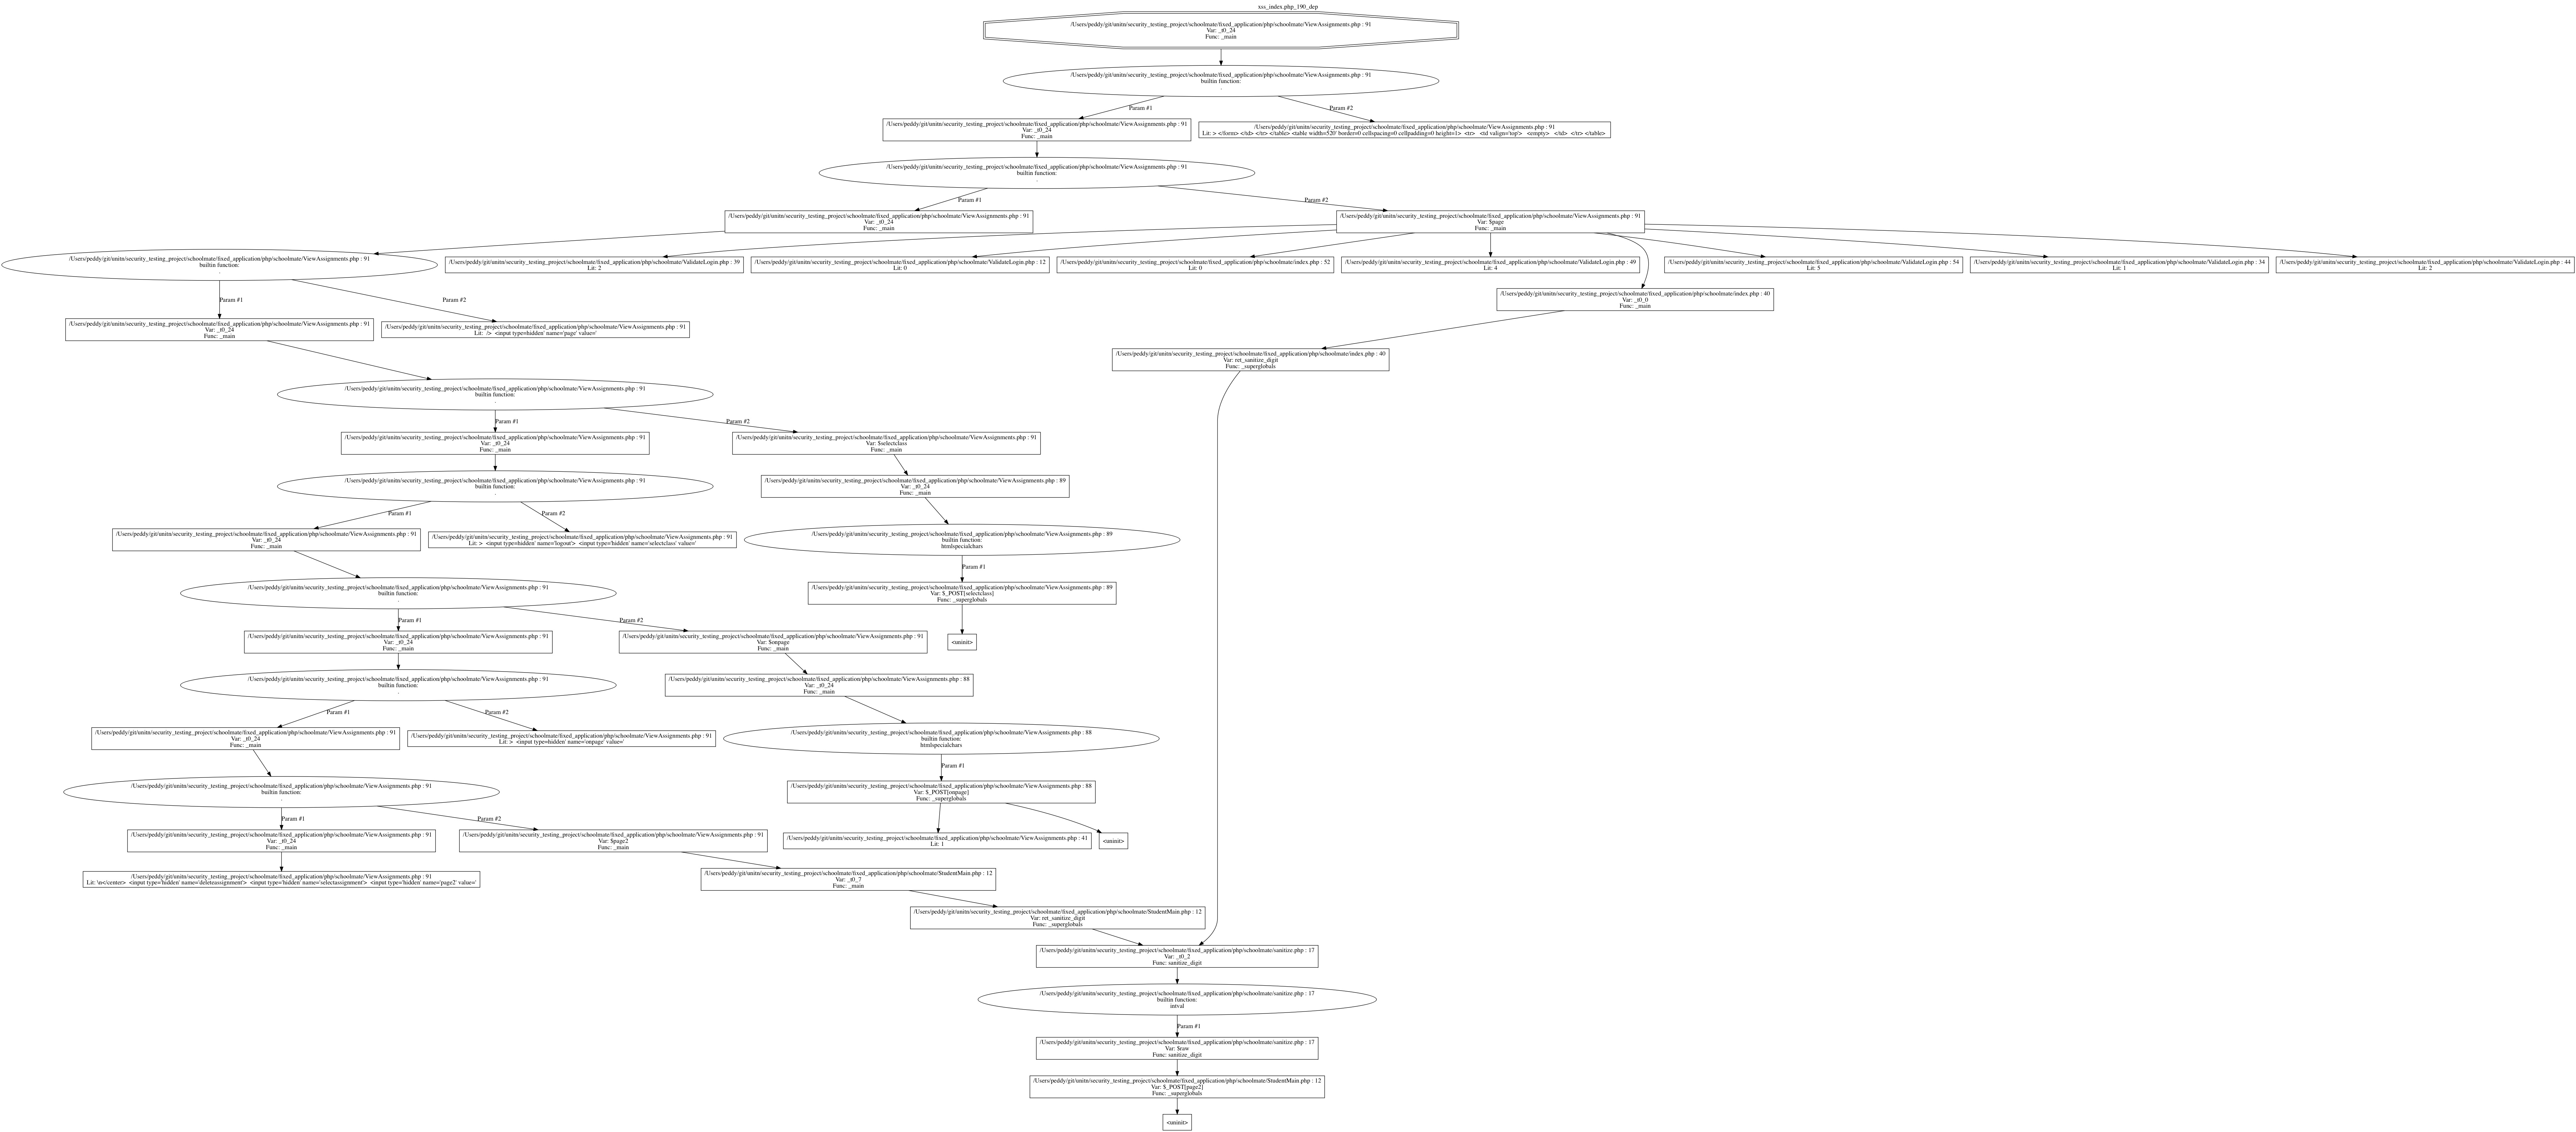 xss_index.php_190_dep
/Users/peddy/git/unitn/security_testing_project/schoolmate/fixed_application/php/schoolmate/ViewAssignments.php : 91
Var: _t0_24
Func: _main
/Users/peddy/git/unitn/security_testing_project/schoolmate/fixed_application/php/schoolmate/ViewAssignments.php : 91
builtin function:
.
Param #1
Param #2
/Users/peddy/git/unitn/security_testing_project/schoolmate/fixed_application/php/schoolmate/ViewAssignments.php : 91
Var: _t0_24
Func: _main
/Users/peddy/git/unitn/security_testing_project/schoolmate/fixed_application/php/schoolmate/ViewAssignments.php : 91
Lit: > </form> </td> </tr> </table> <table width=520' border=0 cellspacing=0 cellpadding=0 height=1> <tr> <td valign='top'> <empty> </td> </tr> </table>
/Users/peddy/git/unitn/security_testing_project/schoolmate/fixed_application/php/schoolmate/ViewAssignments.php : 91
builtin function:
.
Param #1
Param #2
/Users/peddy/git/unitn/security_testing_project/schoolmate/fixed_application/php/schoolmate/ViewAssignments.php : 91
Var: _t0_24
Func: _main
/Users/peddy/git/unitn/security_testing_project/schoolmate/fixed_application/php/schoolmate/ViewAssignments.php : 91
Var: $page
Func: _main
/Users/peddy/git/unitn/security_testing_project/schoolmate/fixed_application/php/schoolmate/ViewAssignments.php : 91
builtin function:
.
/Users/peddy/git/unitn/security_testing_project/schoolmate/fixed_application/php/schoolmate/ValidateLogin.php : 39
Lit: 2
/Users/peddy/git/unitn/security_testing_project/schoolmate/fixed_application/php/schoolmate/ValidateLogin.php : 12
Lit: 0
/Users/peddy/git/unitn/security_testing_project/schoolmate/fixed_application/php/schoolmate/index.php : 52
Lit: 0
/Users/peddy/git/unitn/security_testing_project/schoolmate/fixed_application/php/schoolmate/ValidateLogin.php : 49
Lit: 4
/Users/peddy/git/unitn/security_testing_project/schoolmate/fixed_application/php/schoolmate/ValidateLogin.php : 54
Lit: 5
/Users/peddy/git/unitn/security_testing_project/schoolmate/fixed_application/php/schoolmate/ValidateLogin.php : 34
Lit: 1
/Users/peddy/git/unitn/security_testing_project/schoolmate/fixed_application/php/schoolmate/ValidateLogin.php : 44
Lit: 2
Param #1
Param #2
/Users/peddy/git/unitn/security_testing_project/schoolmate/fixed_application/php/schoolmate/index.php : 40
Var: _t0_0
Func: _main
/Users/peddy/git/unitn/security_testing_project/schoolmate/fixed_application/php/schoolmate/ViewAssignments.php : 91
Var: _t0_24
Func: _main
/Users/peddy/git/unitn/security_testing_project/schoolmate/fixed_application/php/schoolmate/ViewAssignments.php : 91
Lit:  />  <input type=hidden' name='page' value='
/Users/peddy/git/unitn/security_testing_project/schoolmate/fixed_application/php/schoolmate/index.php : 40
Var: ret_sanitize_digit
Func: _superglobals
/Users/peddy/git/unitn/security_testing_project/schoolmate/fixed_application/php/schoolmate/ViewAssignments.php : 91
builtin function:
.
Param #1
Param #2
/Users/peddy/git/unitn/security_testing_project/schoolmate/fixed_application/php/schoolmate/ViewAssignments.php : 91
Var: _t0_24
Func: _main
/Users/peddy/git/unitn/security_testing_project/schoolmate/fixed_application/php/schoolmate/ViewAssignments.php : 91
Var: $selectclass
Func: _main
/Users/peddy/git/unitn/security_testing_project/schoolmate/fixed_application/php/schoolmate/ViewAssignments.php : 91
builtin function:
.
/Users/peddy/git/unitn/security_testing_project/schoolmate/fixed_application/php/schoolmate/ViewAssignments.php : 89
Var: _t0_24
Func: _main
Param #1
Param #2
/Users/peddy/git/unitn/security_testing_project/schoolmate/fixed_application/php/schoolmate/ViewAssignments.php : 91
Var: _t0_24
Func: _main
/Users/peddy/git/unitn/security_testing_project/schoolmate/fixed_application/php/schoolmate/ViewAssignments.php : 91
Lit: >  <input type=hidden' name='logout'>  <input type='hidden' name='selectclass' value='
/Users/peddy/git/unitn/security_testing_project/schoolmate/fixed_application/php/schoolmate/ViewAssignments.php : 89
builtin function:
htmlspecialchars
Param #1
/Users/peddy/git/unitn/security_testing_project/schoolmate/fixed_application/php/schoolmate/ViewAssignments.php : 91
builtin function:
.
/Users/peddy/git/unitn/security_testing_project/schoolmate/fixed_application/php/schoolmate/ViewAssignments.php : 89
Var: $_POST[selectclass]
Func: _superglobals
Param #1
Param #2
/Users/peddy/git/unitn/security_testing_project/schoolmate/fixed_application/php/schoolmate/ViewAssignments.php : 91
Var: _t0_24
Func: _main
/Users/peddy/git/unitn/security_testing_project/schoolmate/fixed_application/php/schoolmate/ViewAssignments.php : 91
Var: $onpage
Func: _main
<uninit>
/Users/peddy/git/unitn/security_testing_project/schoolmate/fixed_application/php/schoolmate/ViewAssignments.php : 91
builtin function:
.
/Users/peddy/git/unitn/security_testing_project/schoolmate/fixed_application/php/schoolmate/ViewAssignments.php : 88
Var: _t0_24
Func: _main
Param #1
Param #2
/Users/peddy/git/unitn/security_testing_project/schoolmate/fixed_application/php/schoolmate/ViewAssignments.php : 91
Var: _t0_24
Func: _main
/Users/peddy/git/unitn/security_testing_project/schoolmate/fixed_application/php/schoolmate/ViewAssignments.php : 91
Lit: >  <input type=hidden' name='onpage' value='
/Users/peddy/git/unitn/security_testing_project/schoolmate/fixed_application/php/schoolmate/ViewAssignments.php : 88
builtin function:
htmlspecialchars
Param #1
/Users/peddy/git/unitn/security_testing_project/schoolmate/fixed_application/php/schoolmate/ViewAssignments.php : 91
builtin function:
.
/Users/peddy/git/unitn/security_testing_project/schoolmate/fixed_application/php/schoolmate/ViewAssignments.php : 88
Var: $_POST[onpage]
Func: _superglobals
Param #1
Param #2
/Users/peddy/git/unitn/security_testing_project/schoolmate/fixed_application/php/schoolmate/ViewAssignments.php : 91
Var: _t0_24
Func: _main
/Users/peddy/git/unitn/security_testing_project/schoolmate/fixed_application/php/schoolmate/ViewAssignments.php : 91
Var: $page2
Func: _main
/Users/peddy/git/unitn/security_testing_project/schoolmate/fixed_application/php/schoolmate/ViewAssignments.php : 41
Lit: 1
<uninit>
/Users/peddy/git/unitn/security_testing_project/schoolmate/fixed_application/php/schoolmate/ViewAssignments.php : 91
Lit: \n</center>  <input type='hidden' name='deleteassignment'>  <input type='hidden' name='selectassignment'>  <input type='hidden' name='page2' value='
/Users/peddy/git/unitn/security_testing_project/schoolmate/fixed_application/php/schoolmate/StudentMain.php : 12
Var: _t0_7
Func: _main
/Users/peddy/git/unitn/security_testing_project/schoolmate/fixed_application/php/schoolmate/StudentMain.php : 12
Var: ret_sanitize_digit
Func: _superglobals
/Users/peddy/git/unitn/security_testing_project/schoolmate/fixed_application/php/schoolmate/sanitize.php : 17
Var: _t0_2
Func: sanitize_digit
/Users/peddy/git/unitn/security_testing_project/schoolmate/fixed_application/php/schoolmate/sanitize.php : 17
builtin function:
intval
Param #1
/Users/peddy/git/unitn/security_testing_project/schoolmate/fixed_application/php/schoolmate/sanitize.php : 17
Var: $raw
Func: sanitize_digit
/Users/peddy/git/unitn/security_testing_project/schoolmate/fixed_application/php/schoolmate/StudentMain.php : 12
Var: $_POST[page2]
Func: _superglobals
<uninit>